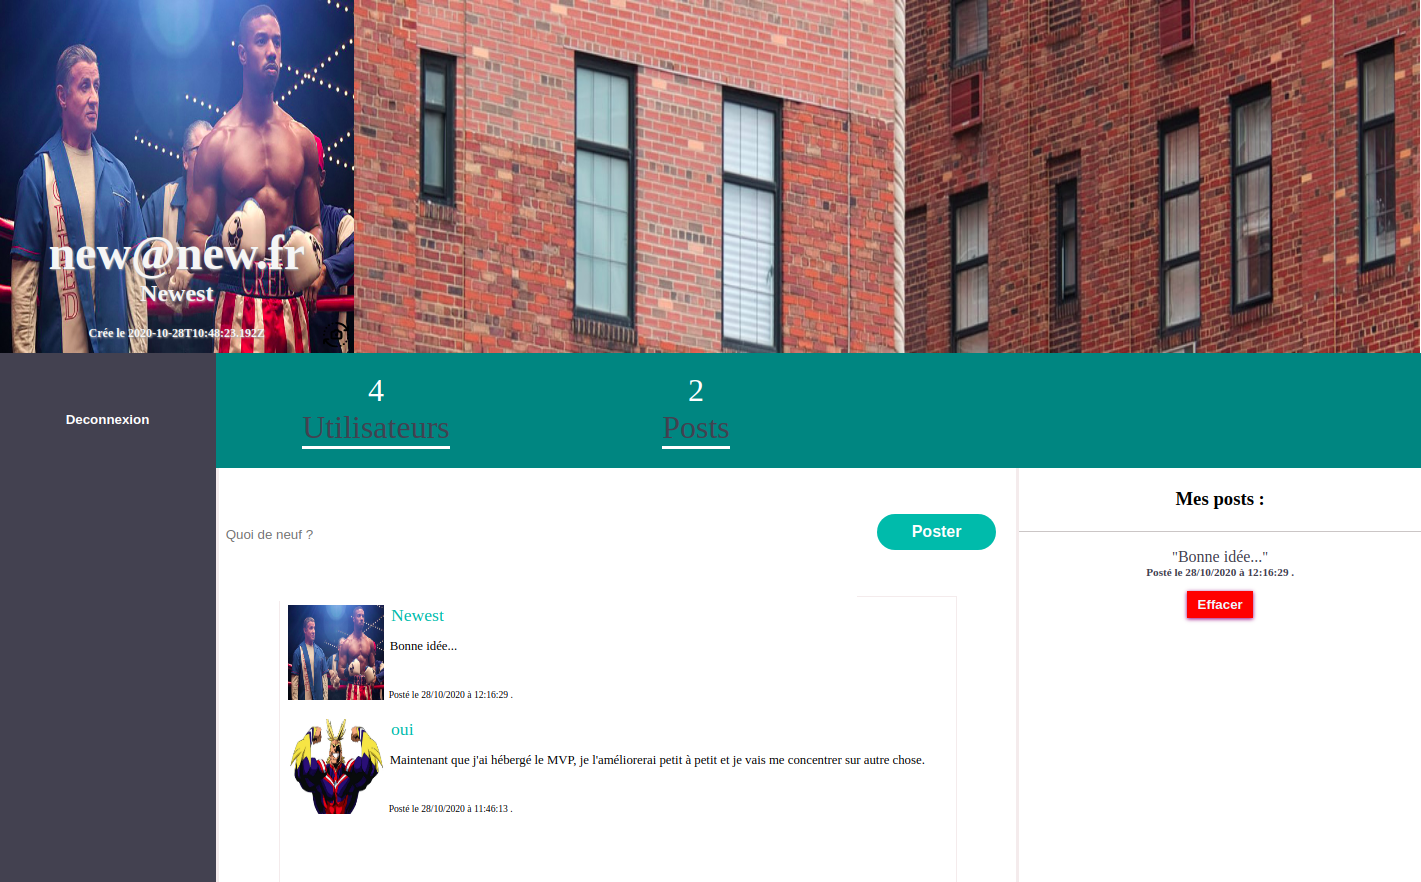 new@new.fr
Newest
Crée le 2020-10-28T10:48:23.192Z
Deconnexion
4
Utilisateurs
2
Posts
Quoi de neuf ?
Poster
Newest
Bonne idée...
Posté le 28/10/2020 à 12:16:29 .
oui
Maintenant que j'ai hébergé le MVP, je l'améliorerai petit à petit et je vais me concentrer sur autre chose.
Posté le 28/10/2020 à 11:46:13 .
Mes posts :
"Bonne idée..."
Posté le 28/10/2020 à 12:16:29 .
Effacer
CREED
CREED